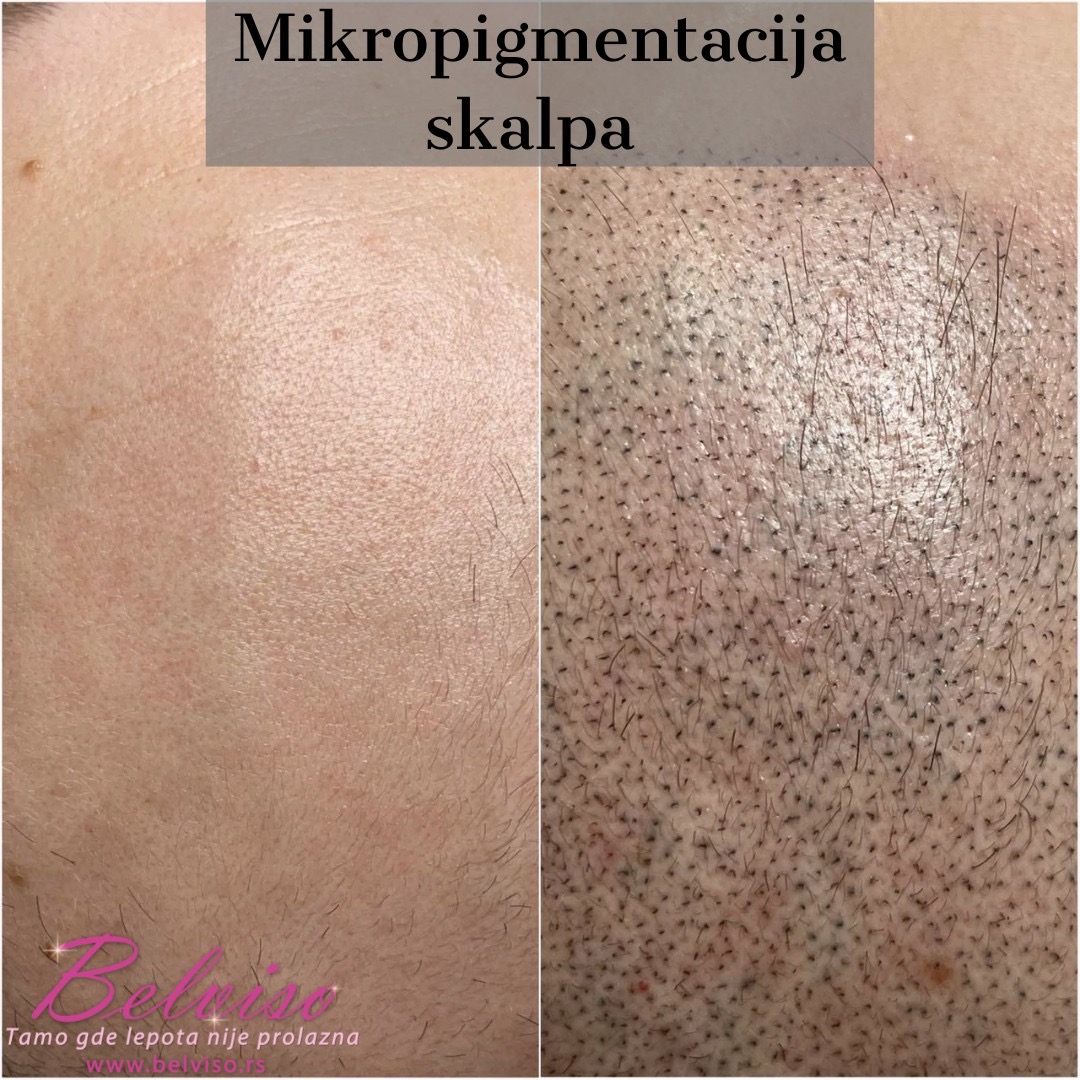 Mikropigmentacija
skalpa
Belviso
Tamo gde lepota nije prolazna
www.belviso.rs